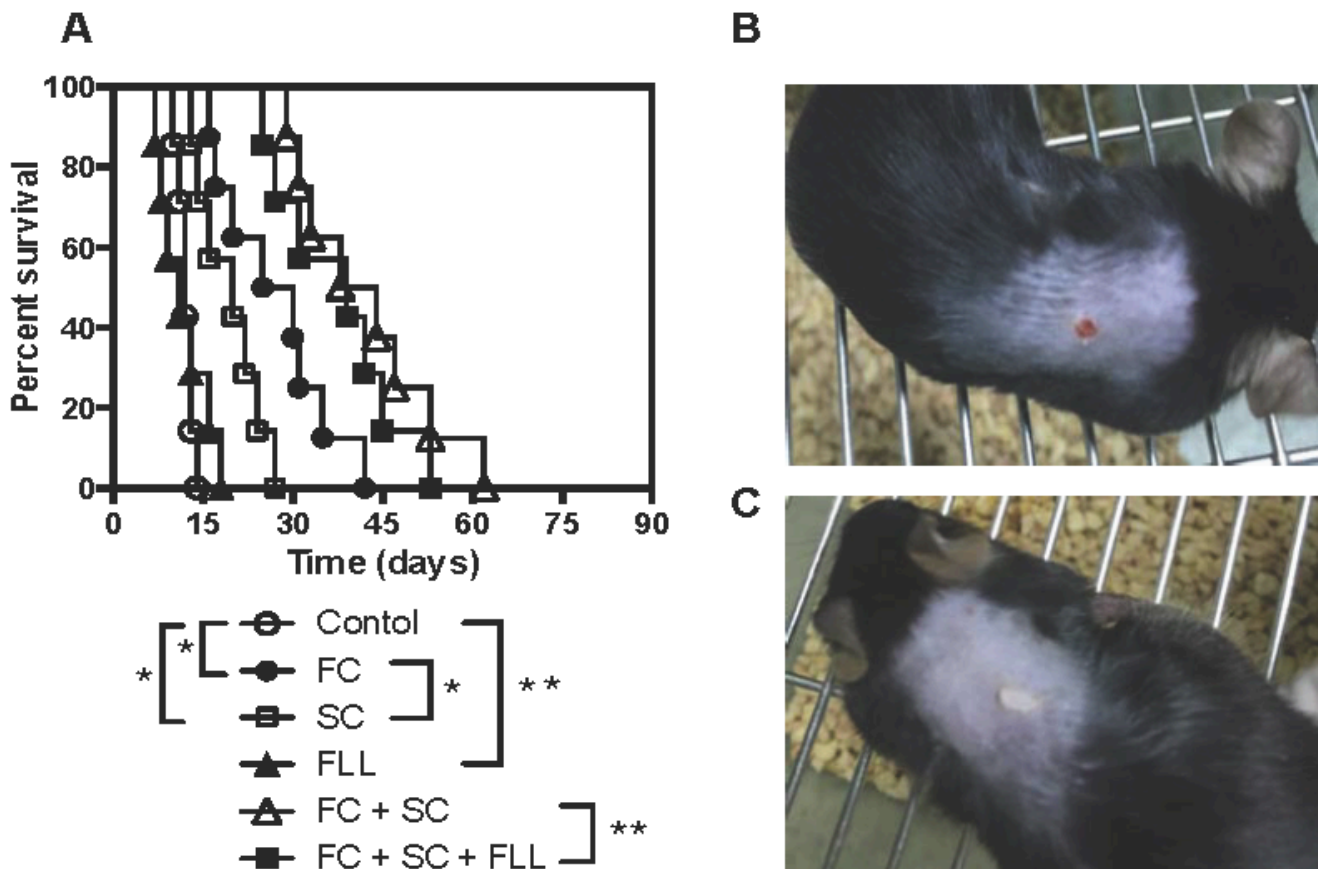 A
B
100
80
60
40
20
0
Percent survival
0 15 30 45 60 75 90
Time (days)
C
Contol
FC
SC
FLL
FC + SC
FC + SC + FLL
*
*
*
**
**